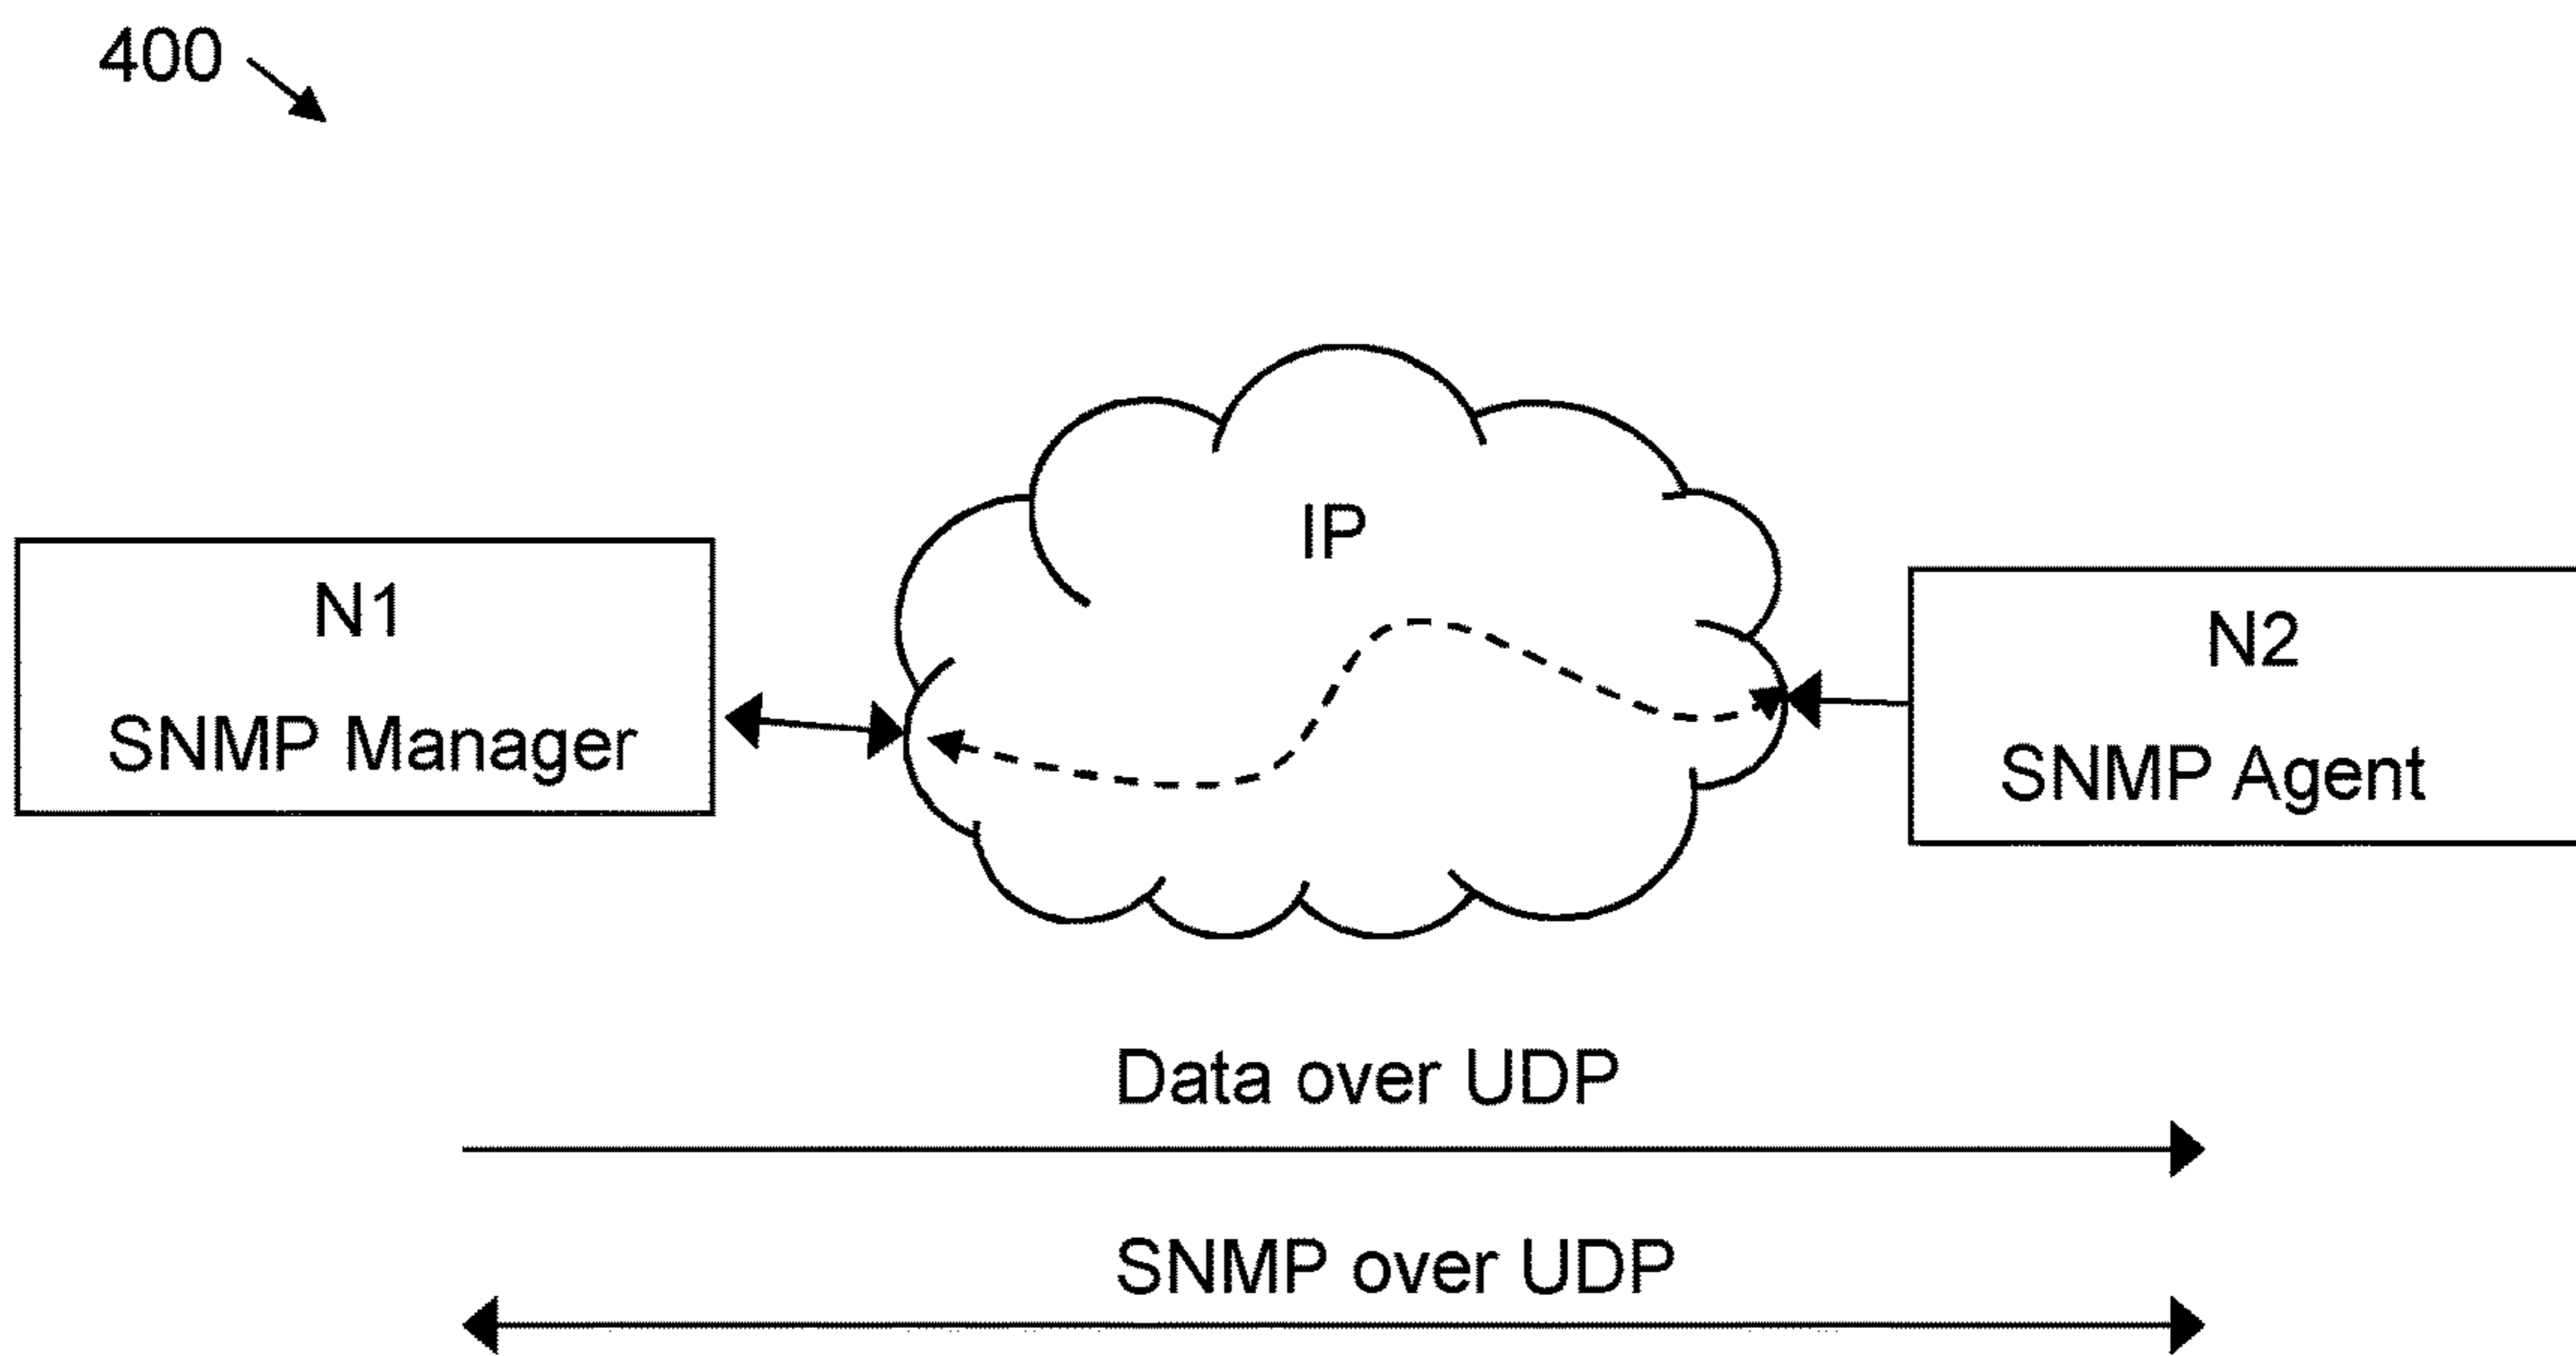 400
IP
N1
SNMP Manager
N2
SNMP Agent
Data over UDP
SNMP over UDP